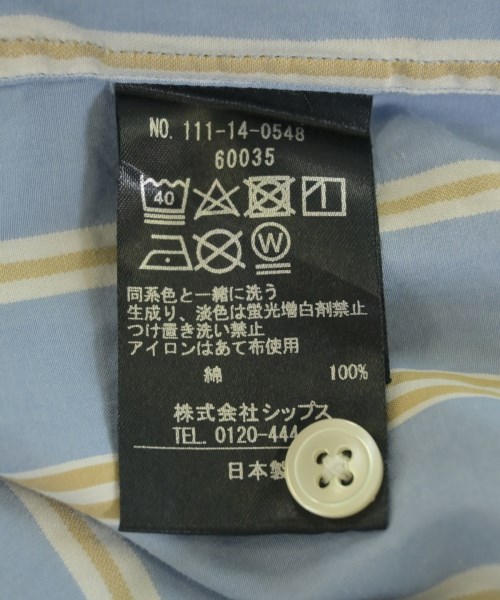 NO. 111-14-0548
60035
40
W
同系色と一緒に洗う
生成り、淡色は蛍光増白剤禁止
つけ置き洗い禁止
アイロンはあて布使用
綿 100%
株式会社シップス
TEL. 0120-444
日本製